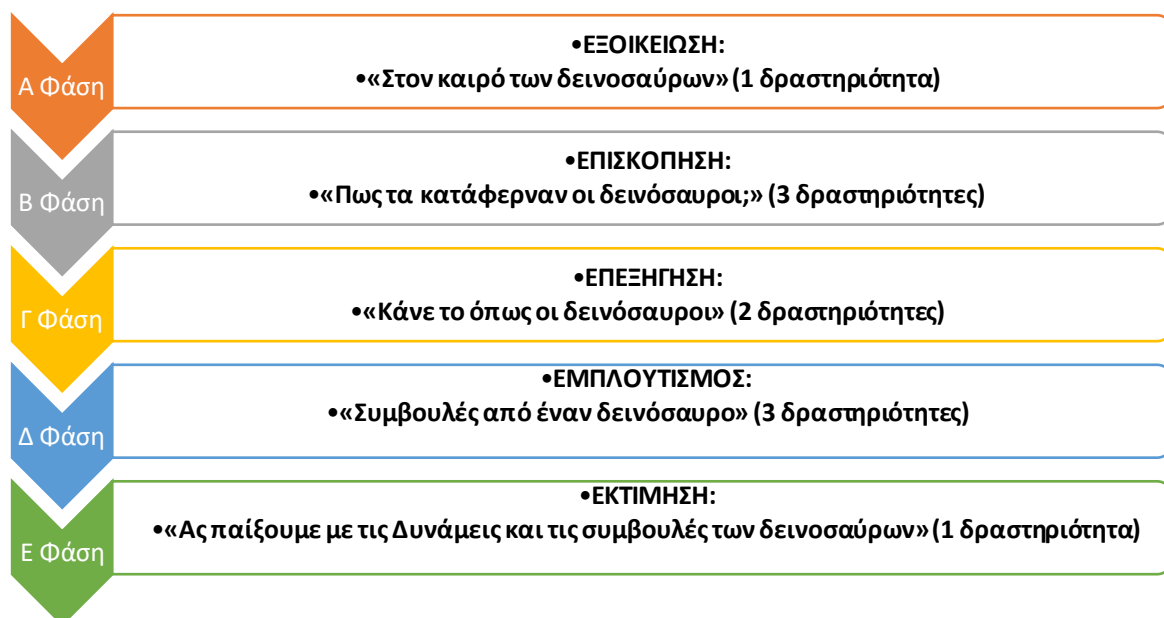 Α Φάση
•ΕΞΟΙΚΕΙΩΣΗ:
•«Στον καιρό των δεινοσαύρων» (1 δραστηριότητα)
Β Φάση
•ΕΠΙΣΚΟΠΗΣΗ:
•«Πως τα κατάφερναν οι δεινόσαυροι;» (3 δραστηριότητες)
Γ Φάση
•ΕΠΕΞΗΓΗΣΗ:
•«Κάνε το όπως οι δεινόσαυροι» (2 δραστηριότητες)
Δ Φάση
•ΕΜΠΛΟΥΤΙΣΜΟΣ:
•«Συμβουλές από έναν δεινόσαυρο» (3 δραστηριότητες)
Ε Φάση
•ΕΚΤΙΜΗΣΗ:
•«Ας παίξουμε με τις Δυνάμεις και τις συμβουλές των δεινοσαύρων» (1 δραστηριότητα)